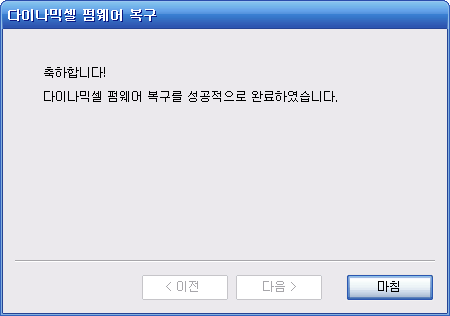 다이나믹셀 펌웨어 복구
축하합니다!
다이나믹셀 펌웨어 복구를 성공적으로 완료하였습니다.
< 이전
다음 >
마침